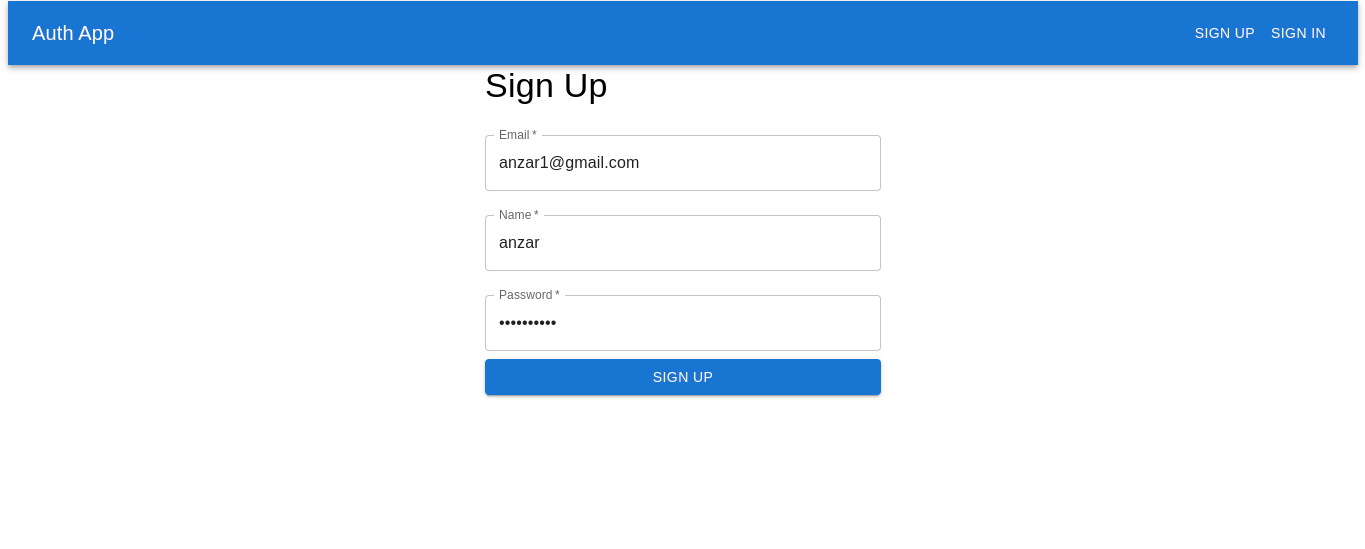 Auth App
SIGN UP SIGN IN
Sign Up
Email *
anzar1@gmail.com
Name *
anzar
Password *
••••••••••
SIGN UP